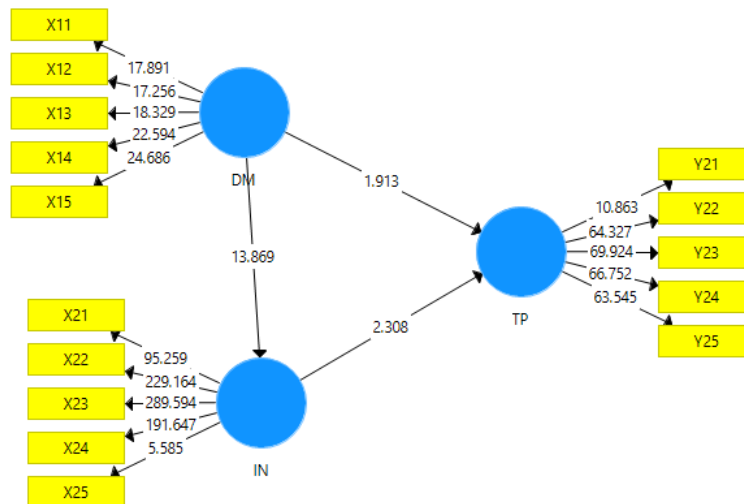 X11
X12
X13
X14
X15
17.891
17.256
18.329
22.594
24.686
DM
1.913
13.869
2.308
X21
X22
X23
X24
X25
95.259
229.164
289.594
191.647
5.585
IN
TP
10.863
64.327
69.924
66.752
63.545
Y21
Y22
Y23
Y24
Y25